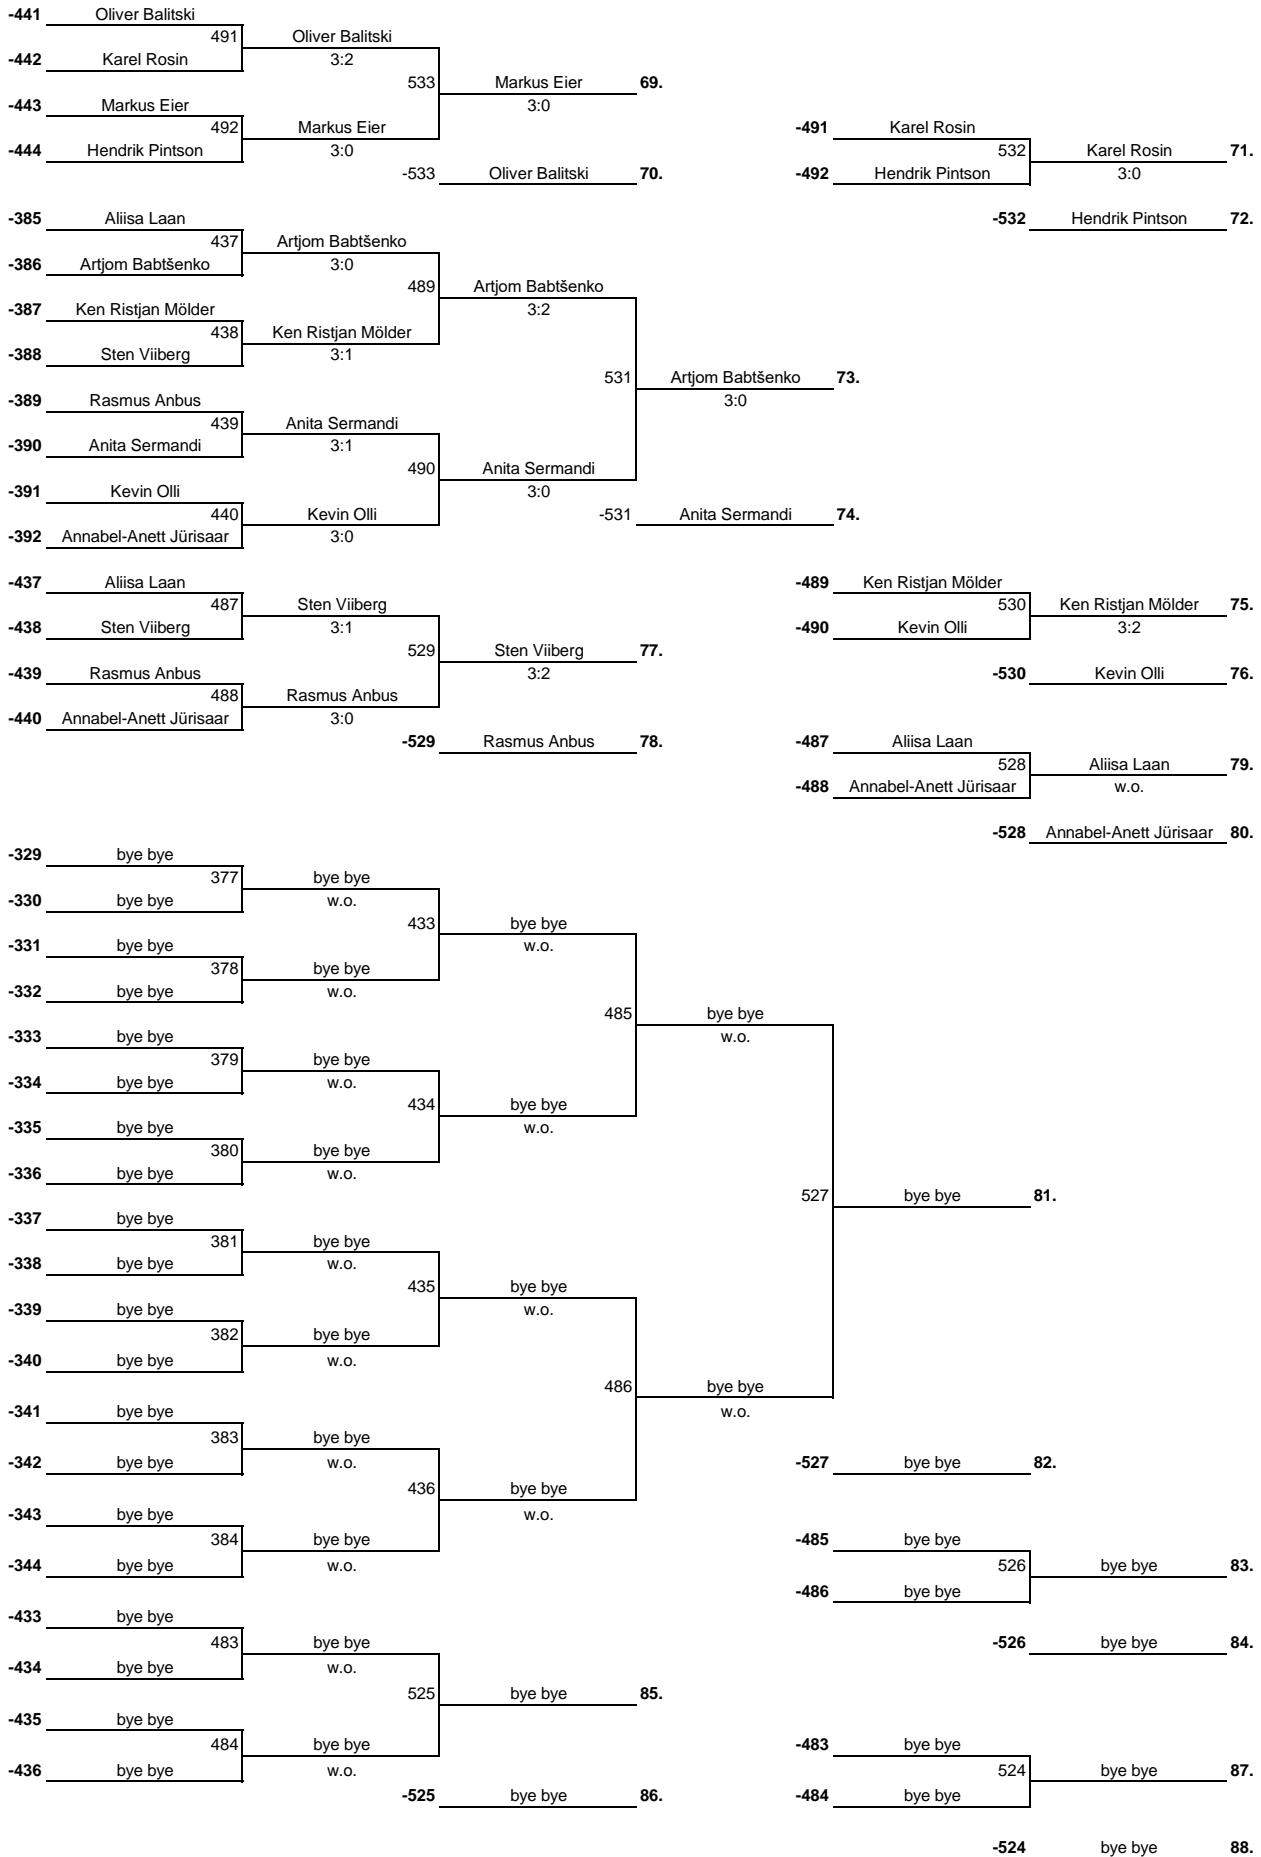 -441 Oliver Balitski
491 Oliver Balitski
-442 Karel Rosin 3:2
533 Markus Eier 69.
-443 Markus Eier 3:0
492 Markus Eier -491 Karel Rosin
-444 Hendrik Pintson 3:0 532 Karel Rosin 71.
-533 Oliver Balitski 70. -492 Hendrik Pintson 3:0
-385 Aliisa Laan -532 Hendrik Pintson 72.
437 Artjom Babtšenko
-386 Artjom Babtšenko 3:0
489 Artjom Babtšenko
-387 Ken Ristjan Mölder 3:2
438 Ken Ristjan Mölder
-388 Sten Viiberg 3:1
531 Artjom Babtšenko 73.
-389 Rasmus Anbus 3:0
439 Anita Sermandi
-390 Anita Sermandi 3:1
490 Anita Sermandi
-391 Kevin Olli 3:0
440 Kevin Olli -531 Anita Sermandi 74.
-392 Annabel-Anett Jürisaar 3:0
-437 Aliisa Laan -489 Ken Ristjan Mölder
487 Sten Viiberg 530 Ken Ristjan Mölder 75.
-438 Sten Viiberg 3:1 -490 Kevin Olli 3:2
529 Sten Viiberg 77.
-439 Rasmus Anbus 3:2 -530 Kevin Olli 76.
488 Rasmus Anbus
-440 Annabel-Anett Jürisaar 3:0
-529 Rasmus Anbus 78. -487 Aliisa Laan
528 Aliisa Laan 79.
-488 Annabel-Anett Jürisaar w.o.
-528 Annabel-Anett Jürisaar 80.
-329 bye bye
377 bye bye
-330 bye bye w.o.
433 bye bye
-331 bye bye w.o.
378 bye bye
-332 bye bye w.o.
485 bye bye
-333 bye bye w.o.
379 bye bye
-334 bye bye w.o.
434 bye bye
-335 bye bye w.o.
380 bye bye
-336 bye bye w.o.
527 bye bye 81.
-337 bye bye
381 bye bye
-338 bye bye w.o.
435 bye bye
-339 bye bye w.o.
382 bye bye
-340 bye bye w.o.
486 bye bye
-341 bye bye w.o.
383 bye bye
-342 bye bye w.o. -527 bye bye 82.
436 bye bye
-343 bye bye w.o.
384 bye bye -485 bye bye
-344 bye bye w.o. 526 bye bye 83.
-486 bye bye
-433 bye bye
483 bye bye -526 bye bye 84.
-434 bye bye w.o.
525 bye bye 85.
-435 bye bye
484 bye bye -483 bye bye
-436 bye bye w.o. 524 bye bye 87.
-525 bye bye 86. -484 bye bye
-524 bye bye 88.